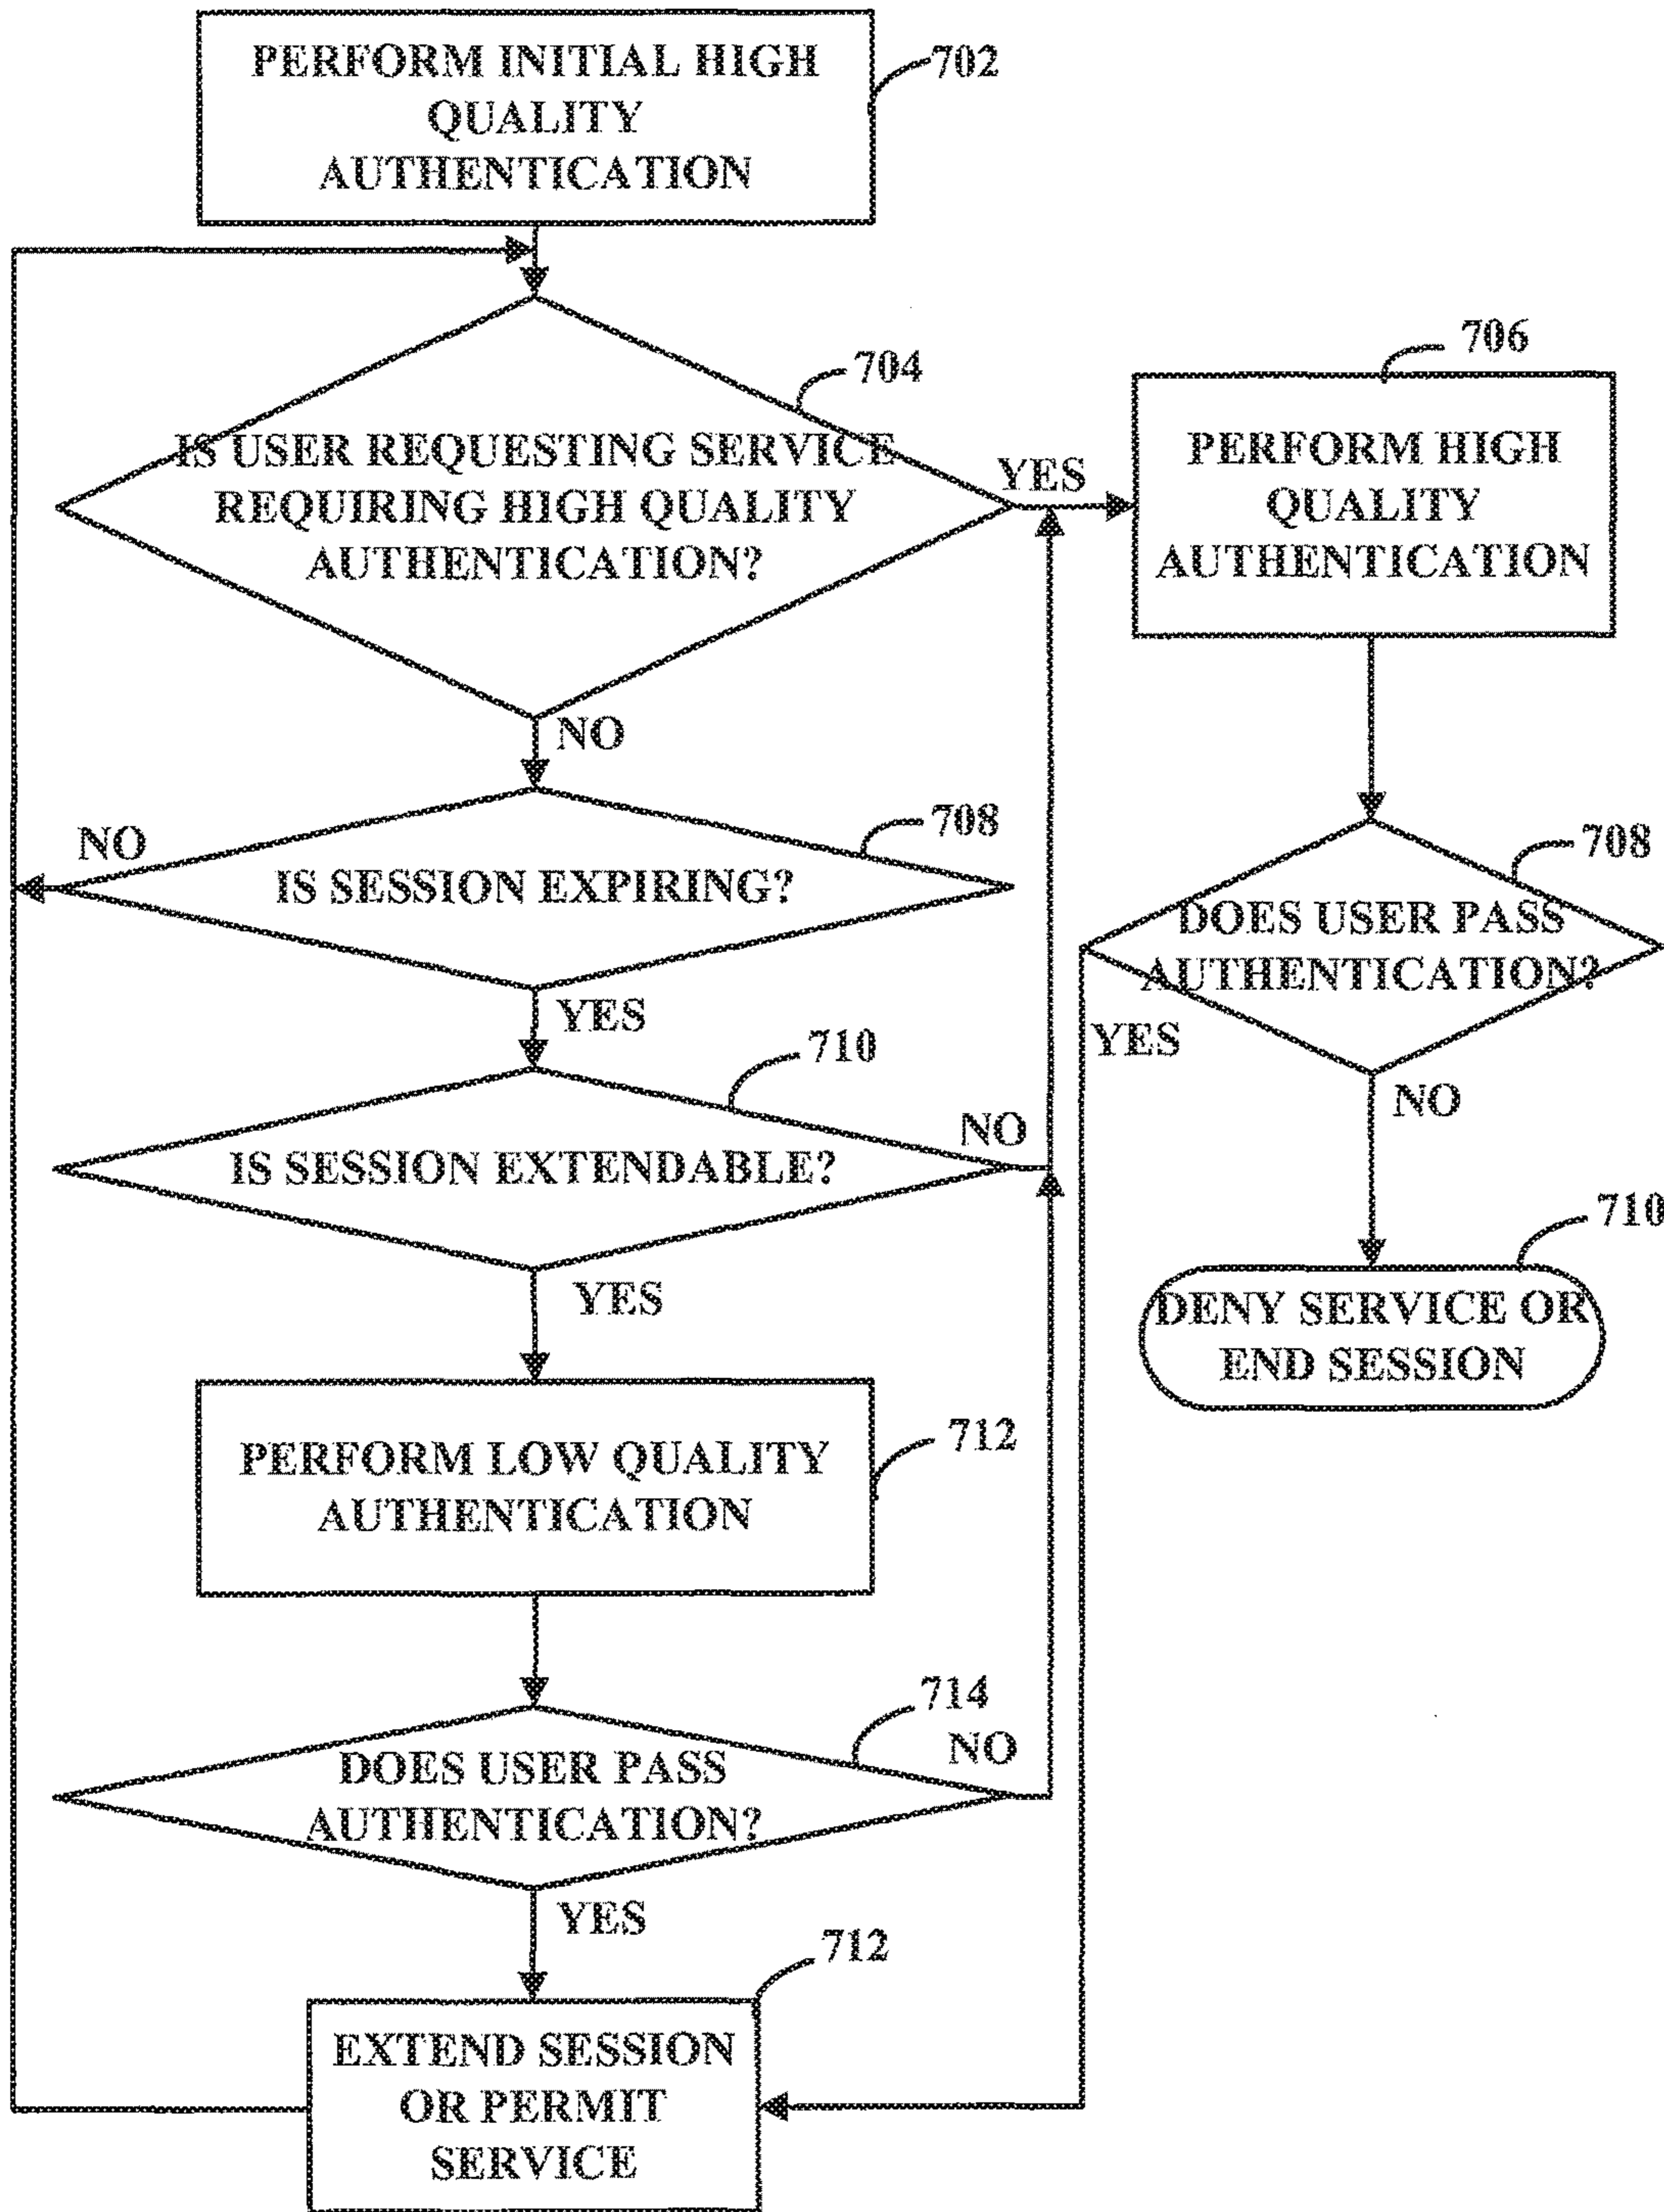 PERFORM INITIAL HIGH
QUALITY
AUTHENTICATION
702
IS USER REQUESTING SERVICE
REQUIRING HIGH QUALITY
AUTHENTICATION?
704
YES
NO
PERFORM HIGH
QUALITY
AUTHENTICATION
706
IS SESSION EXPIRING?
708
NO
YES
DOES USER PASS
AUTHENTICATION?
708
YES
NO
IS SESSION EXTENDABLE?
710
NO
YES
DENY SERVICE OR
END SESSION
710
PERFORM LOW QUALITY
AUTHENTICATION
712
DOES USER PASS
AUTHENTICATION?
714
NO
YES
EXTEND SESSION
OR PERMIT
SERVICE
712